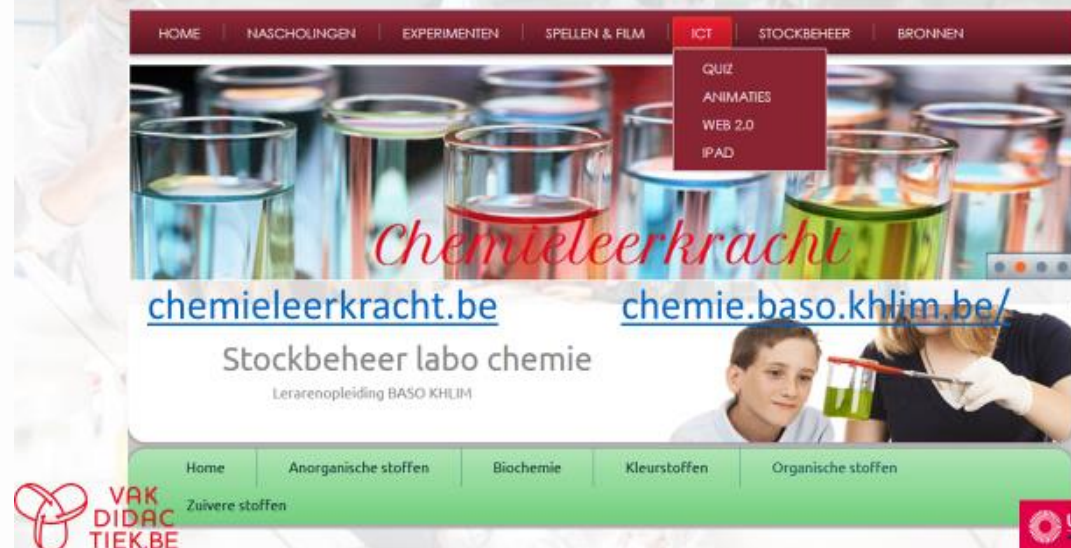 HOME NASCHOLINGEN EXPERIMENTEN SPELLEN & FILM ICT STOCKBEHEER BRONNEN
QUIZ
ANIMATIES
WEB 2.0
IPAD
Chemieleerkracht
chemieleerkracht.be chemie.baso.khlim.be/
Stockbeheer labo chemie
Lerarenopleiding BASO KHLIM
Home Anorganische stoffen Biochemie Kleurstoffen Organische stoffen
Zuivere stoffen
VAK
DIDAC
TIEK.BE